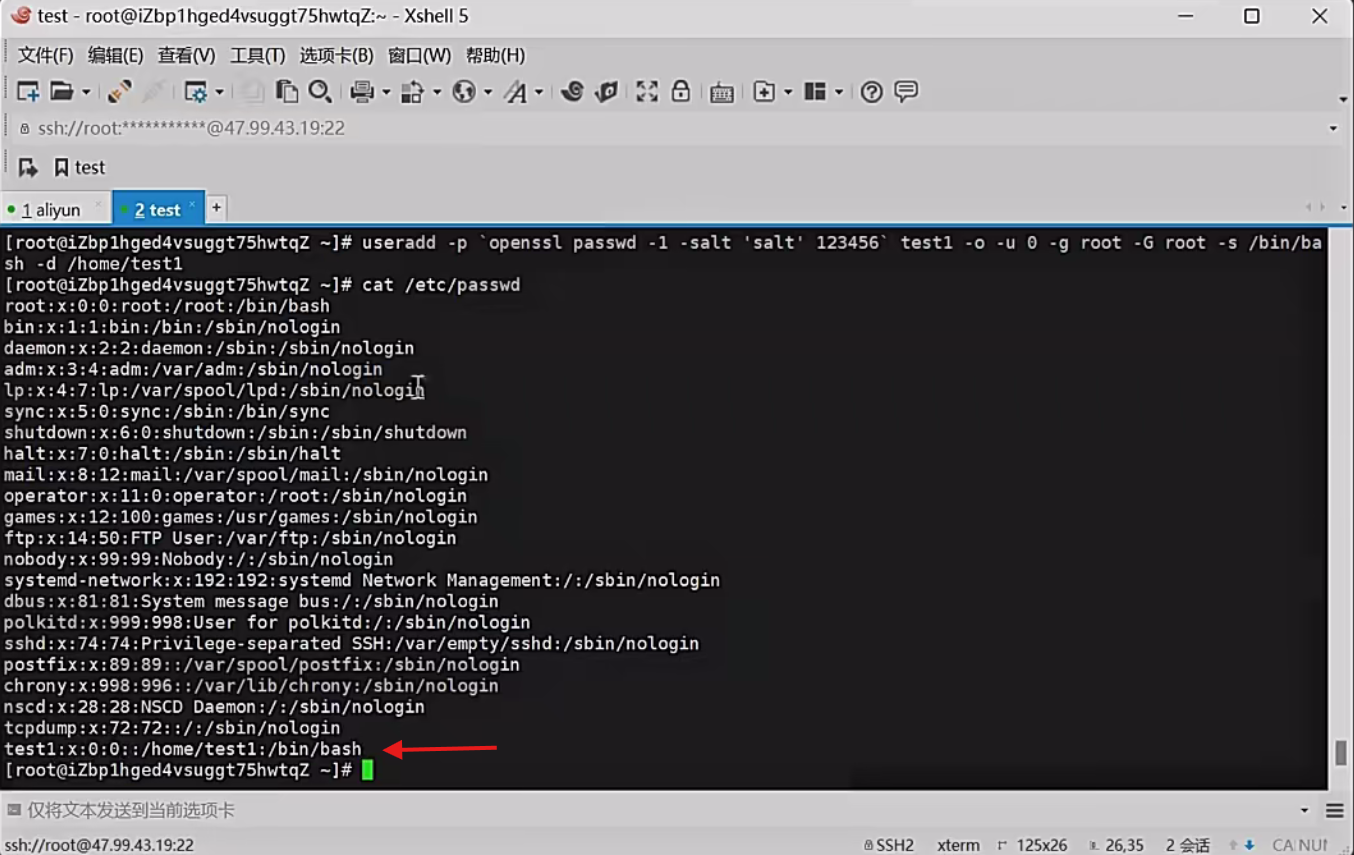 test - root@iZbp1hged4vsuggt75hwtqZ:~ - Xshell 5
文件(F) 编辑(E) 查看(V) 工具(T) 选项卡(B) 窗口(W) 帮助(H)
ssh://root:***********@47.99.43.19:22
test
1 aliyun × 2 test × +
[root@iZbp1hged4vsuggt75hwtqZ ~]# useradd -p `openssl passwd -1 -salt 'salt' 123456` test1 -o -u 0 -g root -G root -s /bin/ba
sh -d /home/test1
[root@iZbp1hged4vsuggt75hwtqZ ~]# cat /etc/passwd
root:x:0:0:root:/root:/bin/bash
bin:x:1:1:bin:/bin:/sbin/nologin
daemon:x:2:2:daemon:/sbin:/sbin/nologin
adm:x:3:4:adm:/var/adm:/sbin/nologin
lp:x:4:7:lp:/var/spool/lpd:/sbin/nologin
sync:x:5:0:sync:/sbin:/bin/sync
shutdown:x:6:0:shutdown:/sbin:/sbin/shutdown
halt:x:7:0:halt:/sbin:/sbin/halt
mail:x:8:12:mail:/var/spool/mail:/sbin/nologin
operator:x:11:0:operator:/root:/sbin/nologin
games:x:12:100:games:/usr/games:/sbin/nologin
ftp:x:14:50:FTP User:/var/ftp:/sbin/nologin
nobody:x:99:99:Nobody:/:/sbin/nologin
systemd-network:x:192:192:systemd Network Management:/:/sbin/nologin
dbus:x:81:81:System message bus:/:/sbin/nologin
polkitd:x:999:998:User for polkitd:/:/sbin/nologin
sshd:x:74:74:Privilege-separated SSH:/var/empty/sshd:/sbin/nologin
postfix:x:89:89::/var/spool/postfix:/sbin/nologin
chrony:x:998:996::/var/lib/chrony:/sbin/nologin
nscd:x:28:28:NSCD Daemon:/:/sbin/nologin
tcpdump:x:72:72::/:/sbin/nologin
test1:x:0:0::/home/test1:/bin/bash
[root@iZbp1hged4vsuggt75hwtqZ ~]#
仅将文本发送到当前选项卡
ssh://root@47.99.43.19:22 SSH2 xterm 125x26 26,35 2 会话